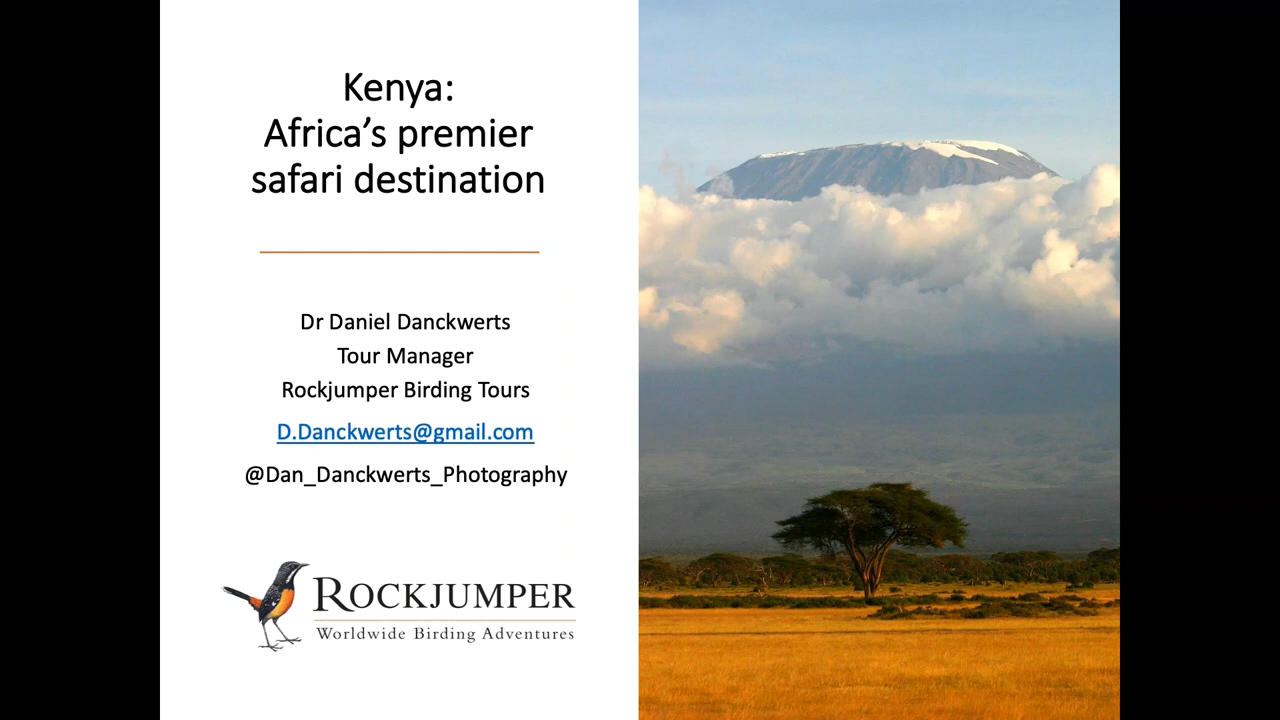 Kenya:
Africa’s premier
safari destination
Dr Daniel Danckwerts
Tour Manager
Rockjumper Birding Tours
D.Danckwerts@gmail.com
@Dan_Danckwerts_Photography
ROCKJUMPER
Worldwide Birding Adventures